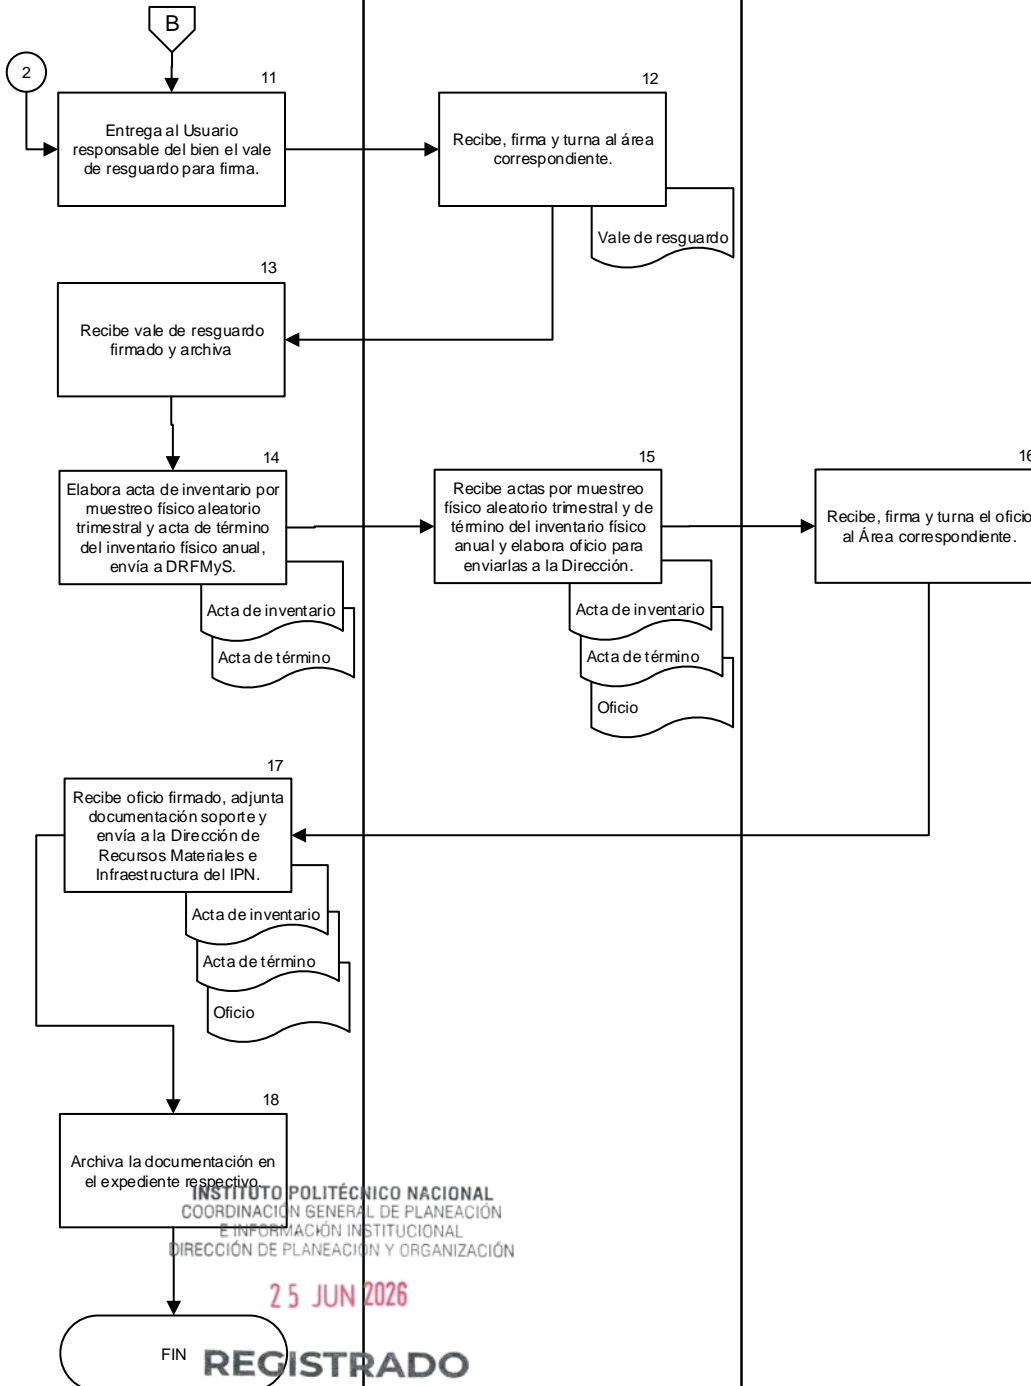 B
2
11
Entrega al Usuario
responsable del bien el vale
de resguardo para firma.
12
Recibe, firma y turna al área
correspondiente.
Vale de resguardo
13
Recibe vale de resguardo
firmado y archiva
14
Elabora acta de inventario por
muestreo físico aleatorio
trimestral y acta de término
del inventario físico anual,
envía a DRFMyS.
Acta de inventario
Acta de término
15
Recibe actas por muestreo
físico aleatorio trimestral y de
término del inventario físico
anual y elabora oficio para
enviarlas a la Dirección.
Acta de inventario
Acta de término
Oficio
16
Recibe, firma y turna el oficio
al Área correspondiente.
17
Recibe oficio firmado, adjunta
documentación soporte y
envía a la Dirección de
Recursos Materiales e
Infraestructura del IPN.
Acta de inventario
Acta de término
Oficio
18
Archiva la documentación en
el expediente respectivo.
INSTITUTO POLITÉCNICO NACIONAL
COORDINACIÓN GENERAL DE PLANEACIÓN
E INFORMACIÓN INSTITUCIONAL
DIRECCIÓN DE PLANEACIÓN Y ORGANIZACIÓN
25 JUN 2026
FIN
REGISTRADO